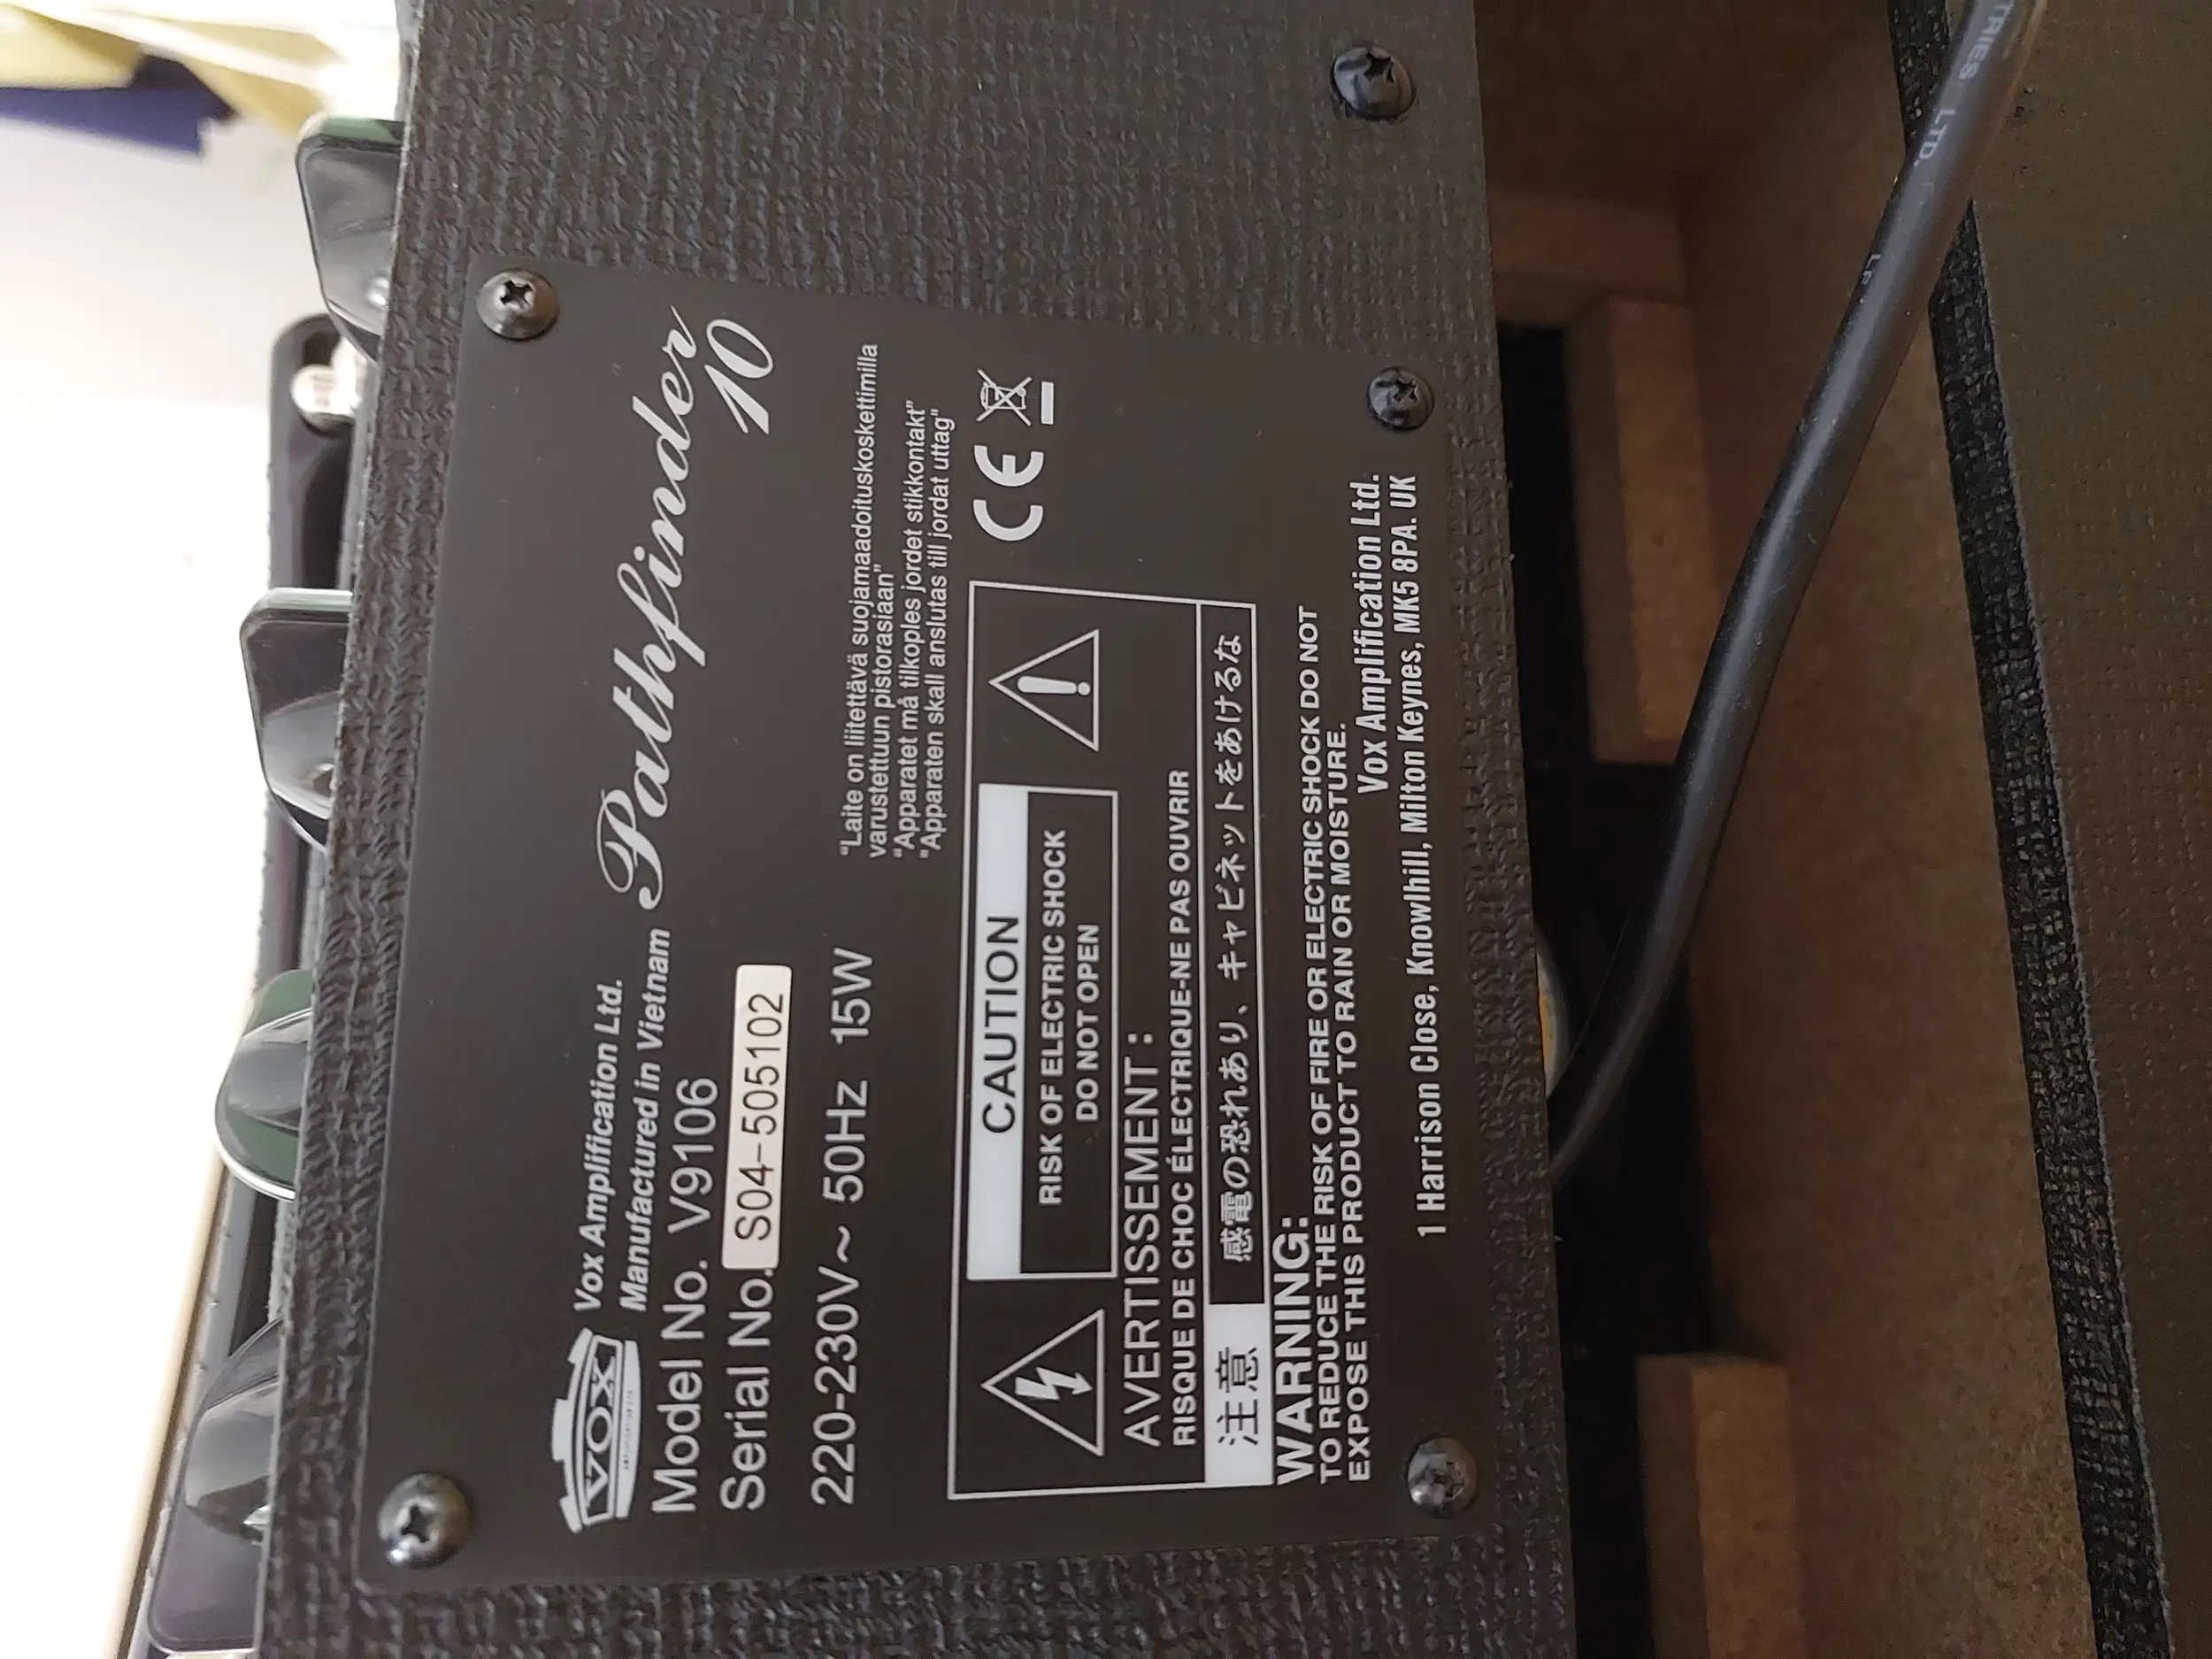 VOX
Vox Amplification Ltd.
Manufactured in Vietnam
Pathfinder
10
Model No. V9106
Serial No. S04-505102
220-230V~ 50Hz 15W
"Laite on liitettävä suojamaadoituskoskettimilla
varustettuun pistorasiaan"
"Apparatet må tilkoples jordet stikkontakt"
"Apparaten skall anslutas till jordat uttag"
CE
CAUTION
RISK OF ELECTRIC SHOCK
DO NOT OPEN
AVERTISSEMENT :
RISQUE DE CHOC ÉLECTRIQUE-NE PAS OUVRIR
注意 感電の恐れあり、キャビネットをあけるな
WARNING:
TO REDUCE THE RISK OF FIRE OR ELECTRIC SHOCK DO NOT
EXPOSE THIS PRODUCT TO RAIN OR MOISTURE.
Vox Amplification Ltd.
1 Harrison Close, Knowlhill, Milton Keynes, MK5 8PA. UK
LTD.